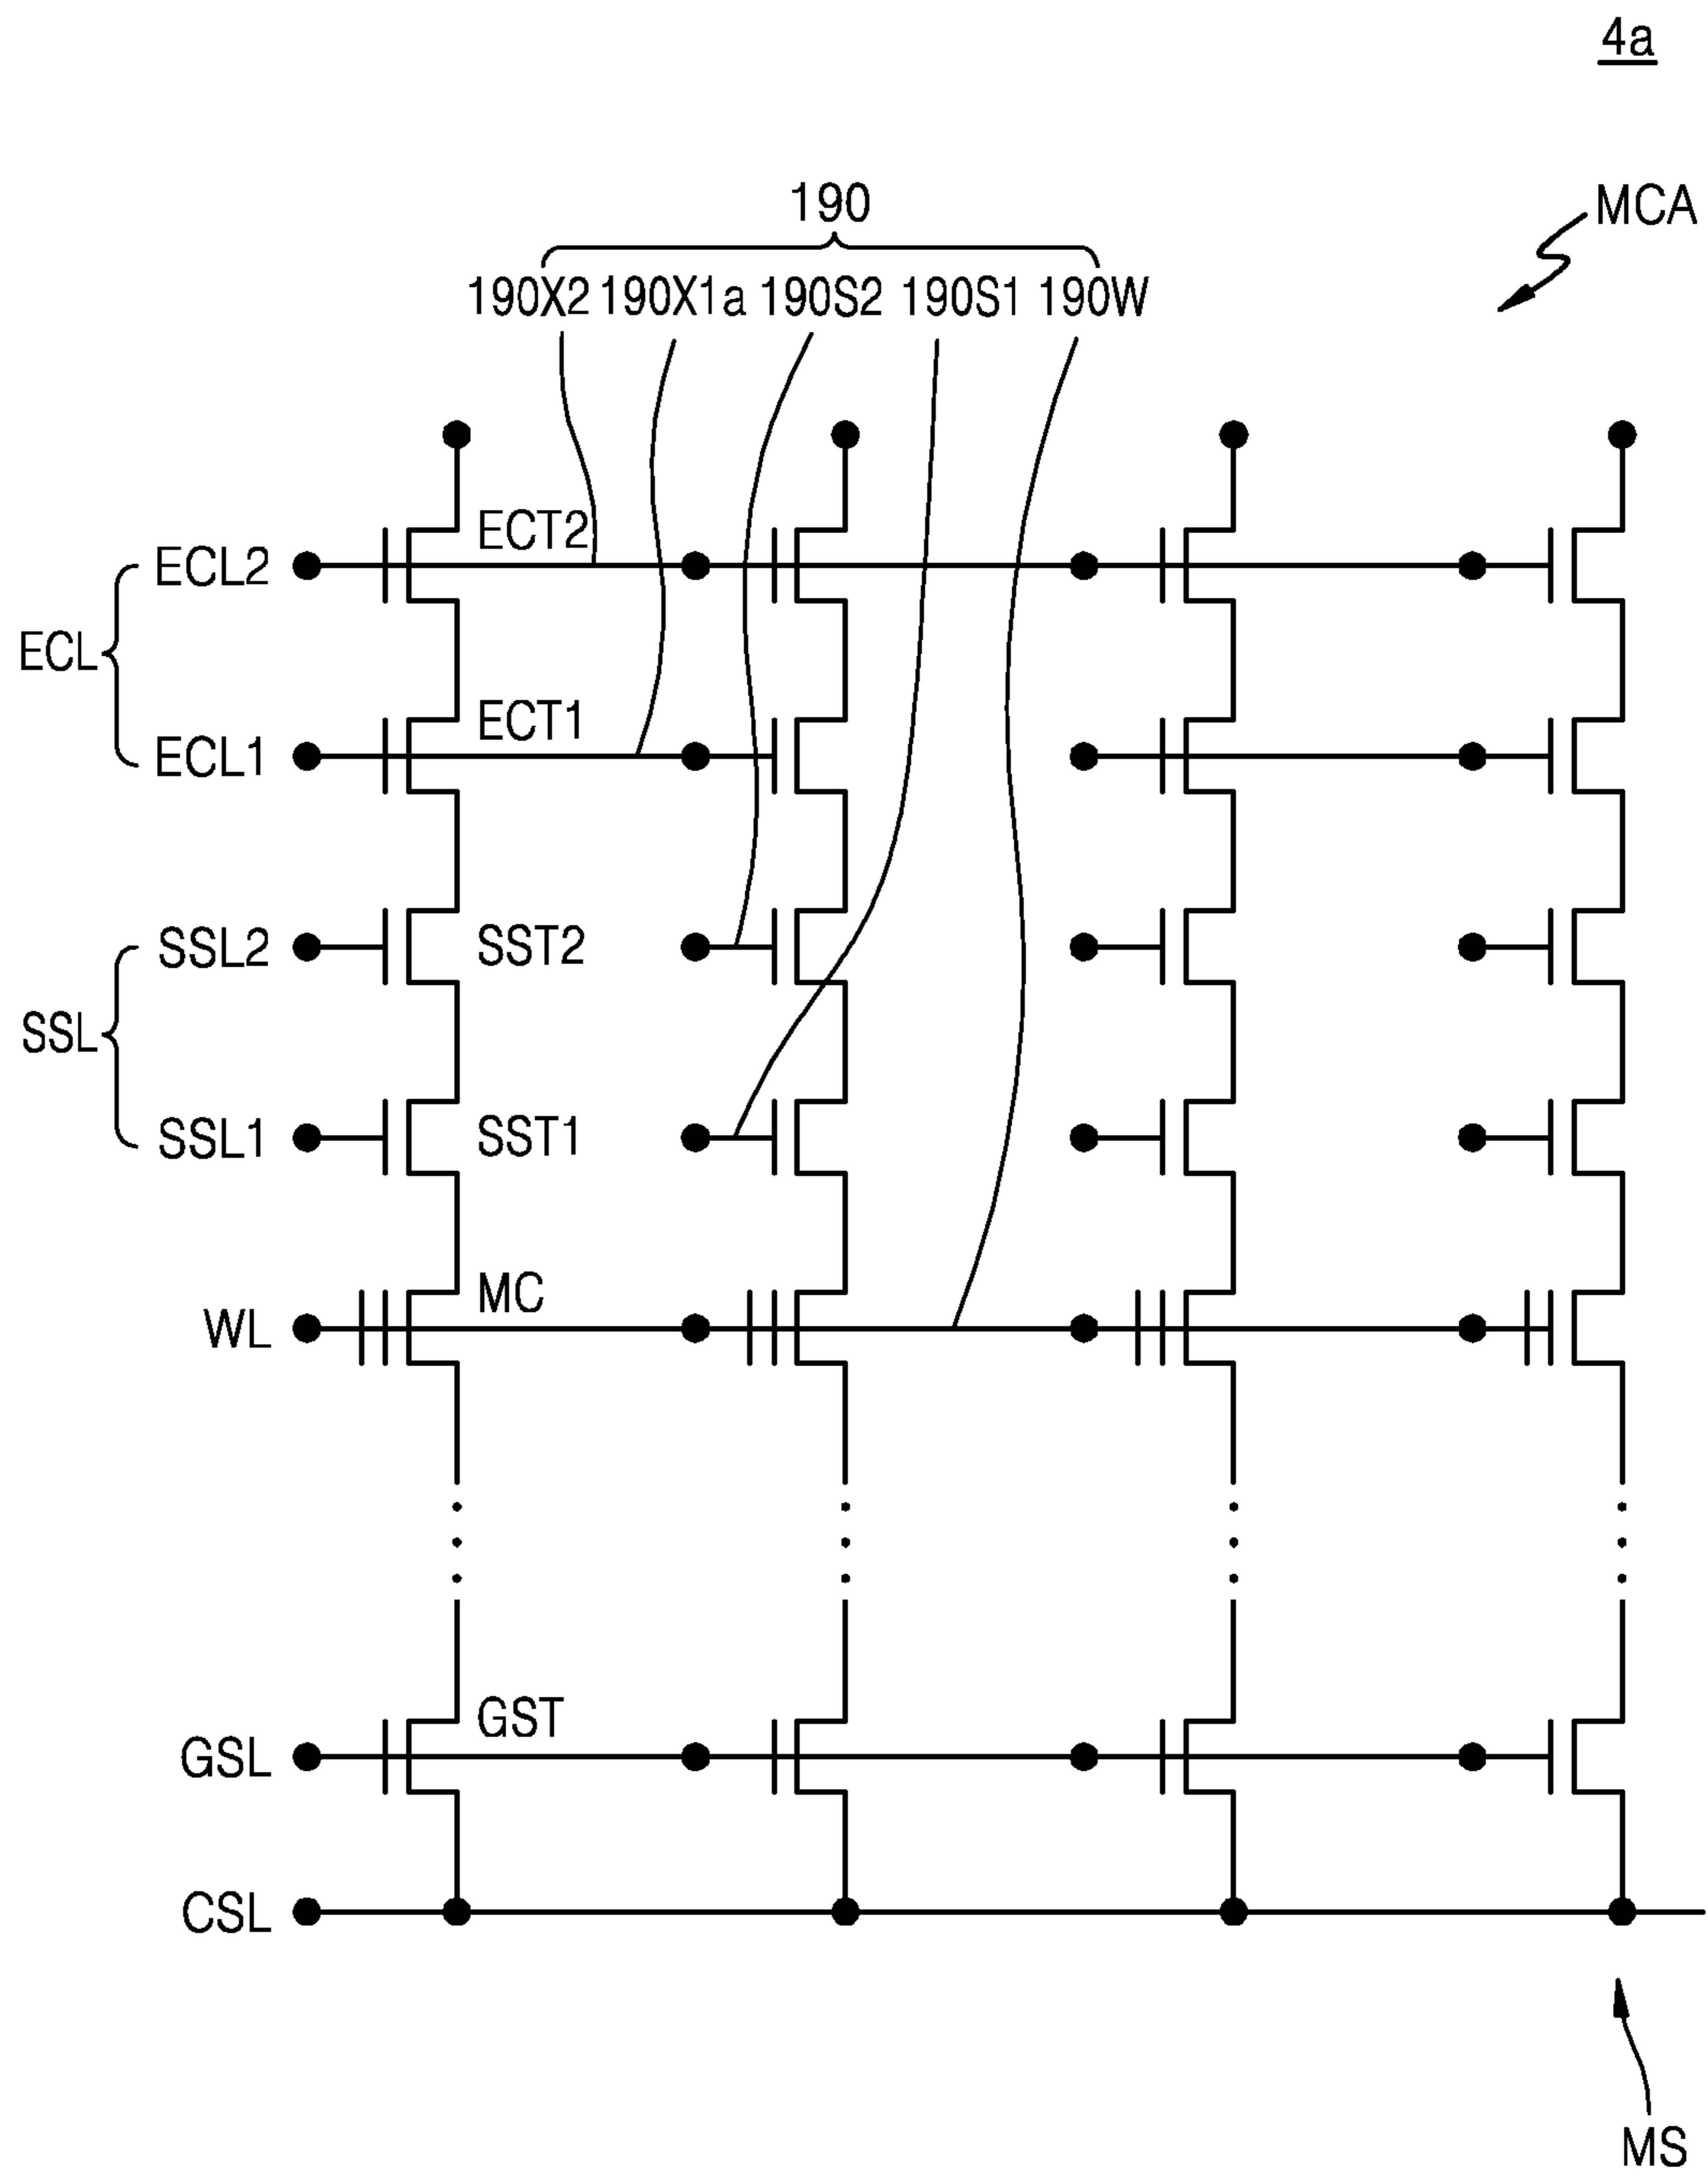 4a
MCA
190
190X2 190X1a 190S2 190S1 190W
ECT2
ECL2
ECL
ECT1
ECL1
SSL2 SST2
SSL
SSL1 SST1
MC
WL
GST
GSL
CSL
MS